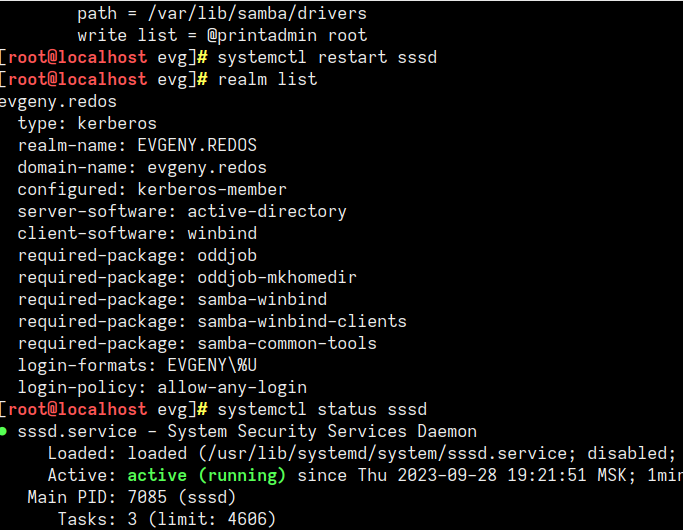 path = /var/lib/samba/drivers
write list = @printadmin root
[root@localhost evg]# systemctl restart sssd
[root@localhost evg]# realm list
evgeny.redos
type: kerberos
realm-name: EVGENY.REDOS
domain-name: evgeny.redos
configured: kerberos-member
server-software: active-directory
client-software: winbind
required-package: oddjob
required-package: oddjob-mkhomedir
required-package: samba-winbind
required-package: samba-winbind-clients
required-package: samba-common-tools
login-formats: EVGENY\%U
login-policy: allow-any-login
[root@localhost evg]# systemctl status sssd
● sssd.service - System Security Services Daemon
Loaded: loaded (/usr/lib/systemd/system/sssd.service; disabled;
Active: active (running) since Thu 2023-09-28 19:21:51 MSK; 1min
Main PID: 7085 (sssd)
Tasks: 3 (limit: 4606)